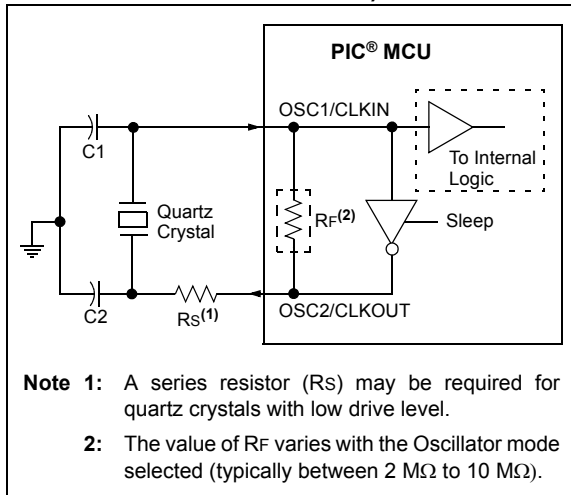 PIC® MCU
OSC1/CLKIN
C1
To Internal
Logic
Quartz
Crystal
RF(2)
Sleep
C2
RS(1)
OSC2/CLKOUT
Note 1: A series resistor (RS) may be required for
quartz crystals with low drive level.
2: The value of RF varies with the Oscillator mode
selected (typically between 2 MΩ to 10 MΩ).